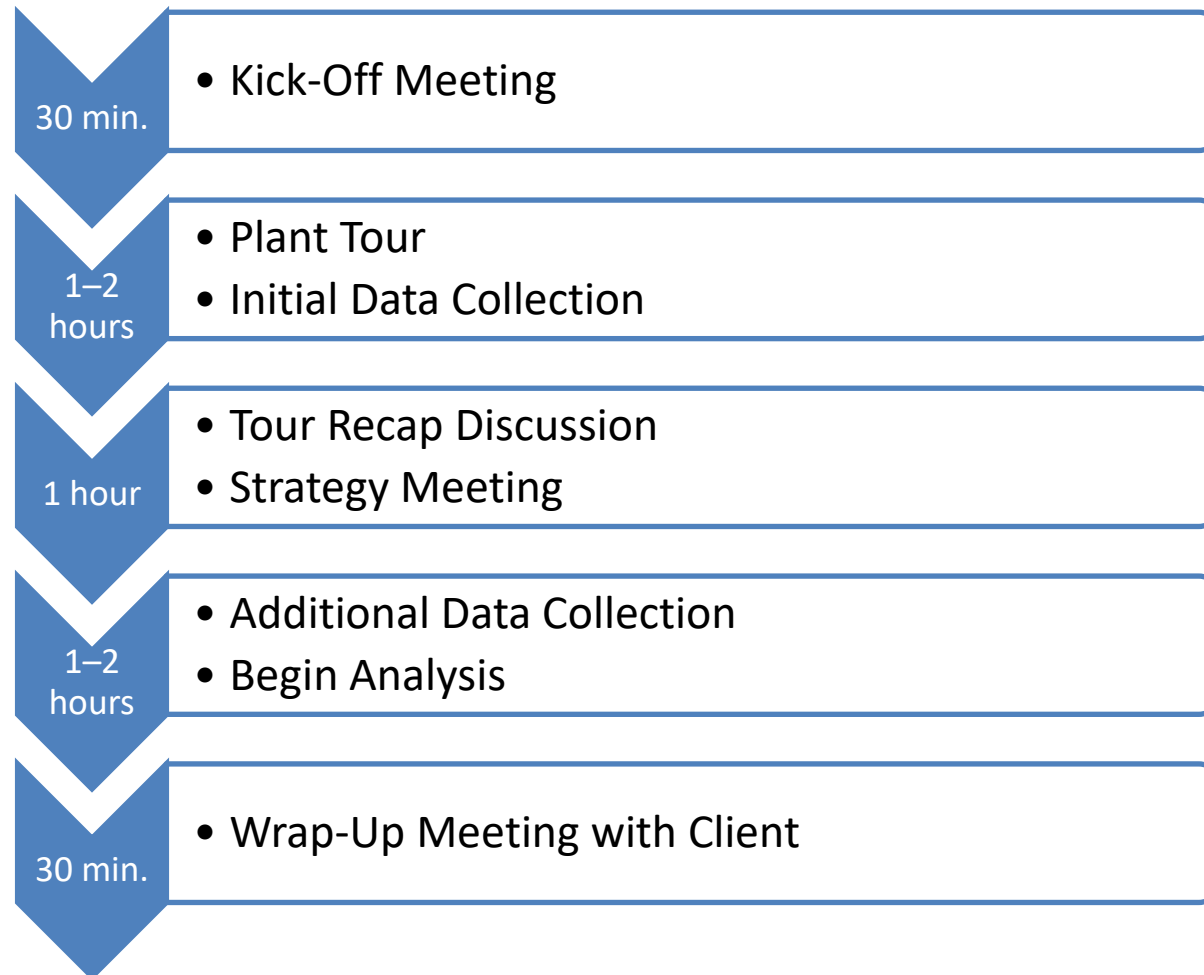 30 min.
• Kick-Off Meeting
1–2
hours
• Plant Tour
• Initial Data Collection
1 hour
• Tour Recap Discussion
• Strategy Meeting
1–2
hours
• Additional Data Collection
• Begin Analysis
30 min.
• Wrap-Up Meeting with Client